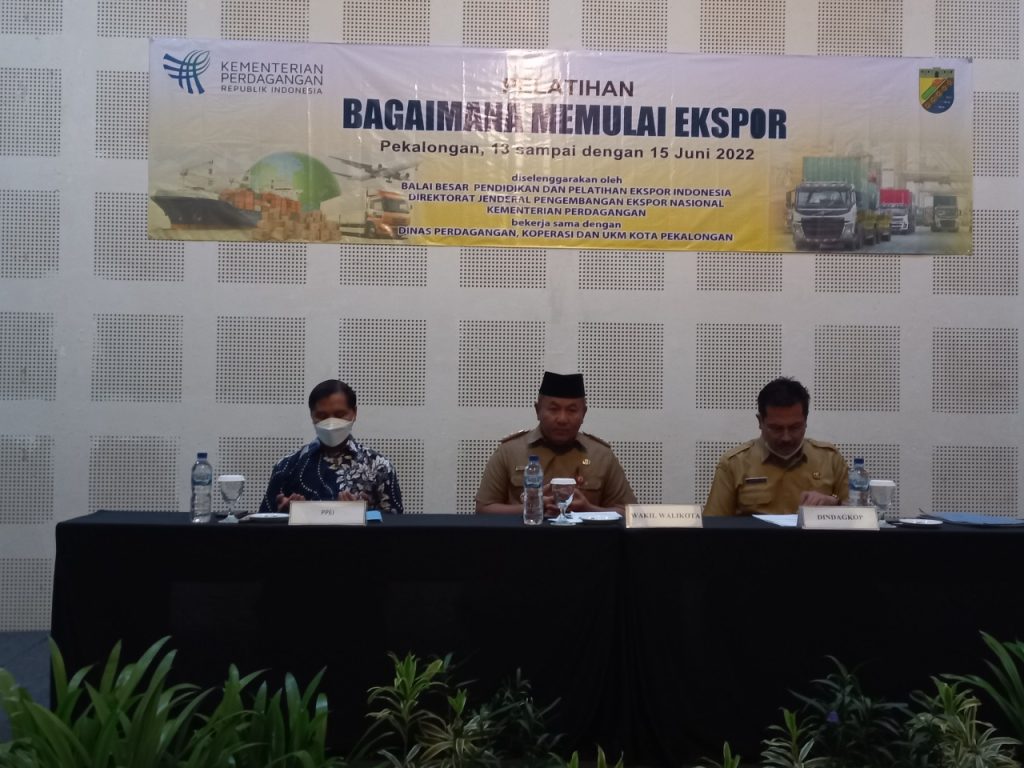 KEMENTERIAN
PERDAGANGAN
REPUBLIK INDONESIA
PELATIHAN
BAGAIMANA MEMULAI EKSPOR
Pekalongan, 13 sampai dengan 15 Juni 2022
diselenggarakan oleh
BALAI BESAR PENDIDIKAN DAN PELATIHAN EKSPOR INDONESIA
DIREKTORAT JENDERAL PENGEMBANGAN EKSPOR NASIONAL
KEMENTERIAN PERDAGANGAN
bekerja sama dengan
DINAS PERDAGANGAN, KOPERASI DAN UKM KOTA PEKALONGAN
PPEI
WAKIL WALIKOTA
DINDAGKOP